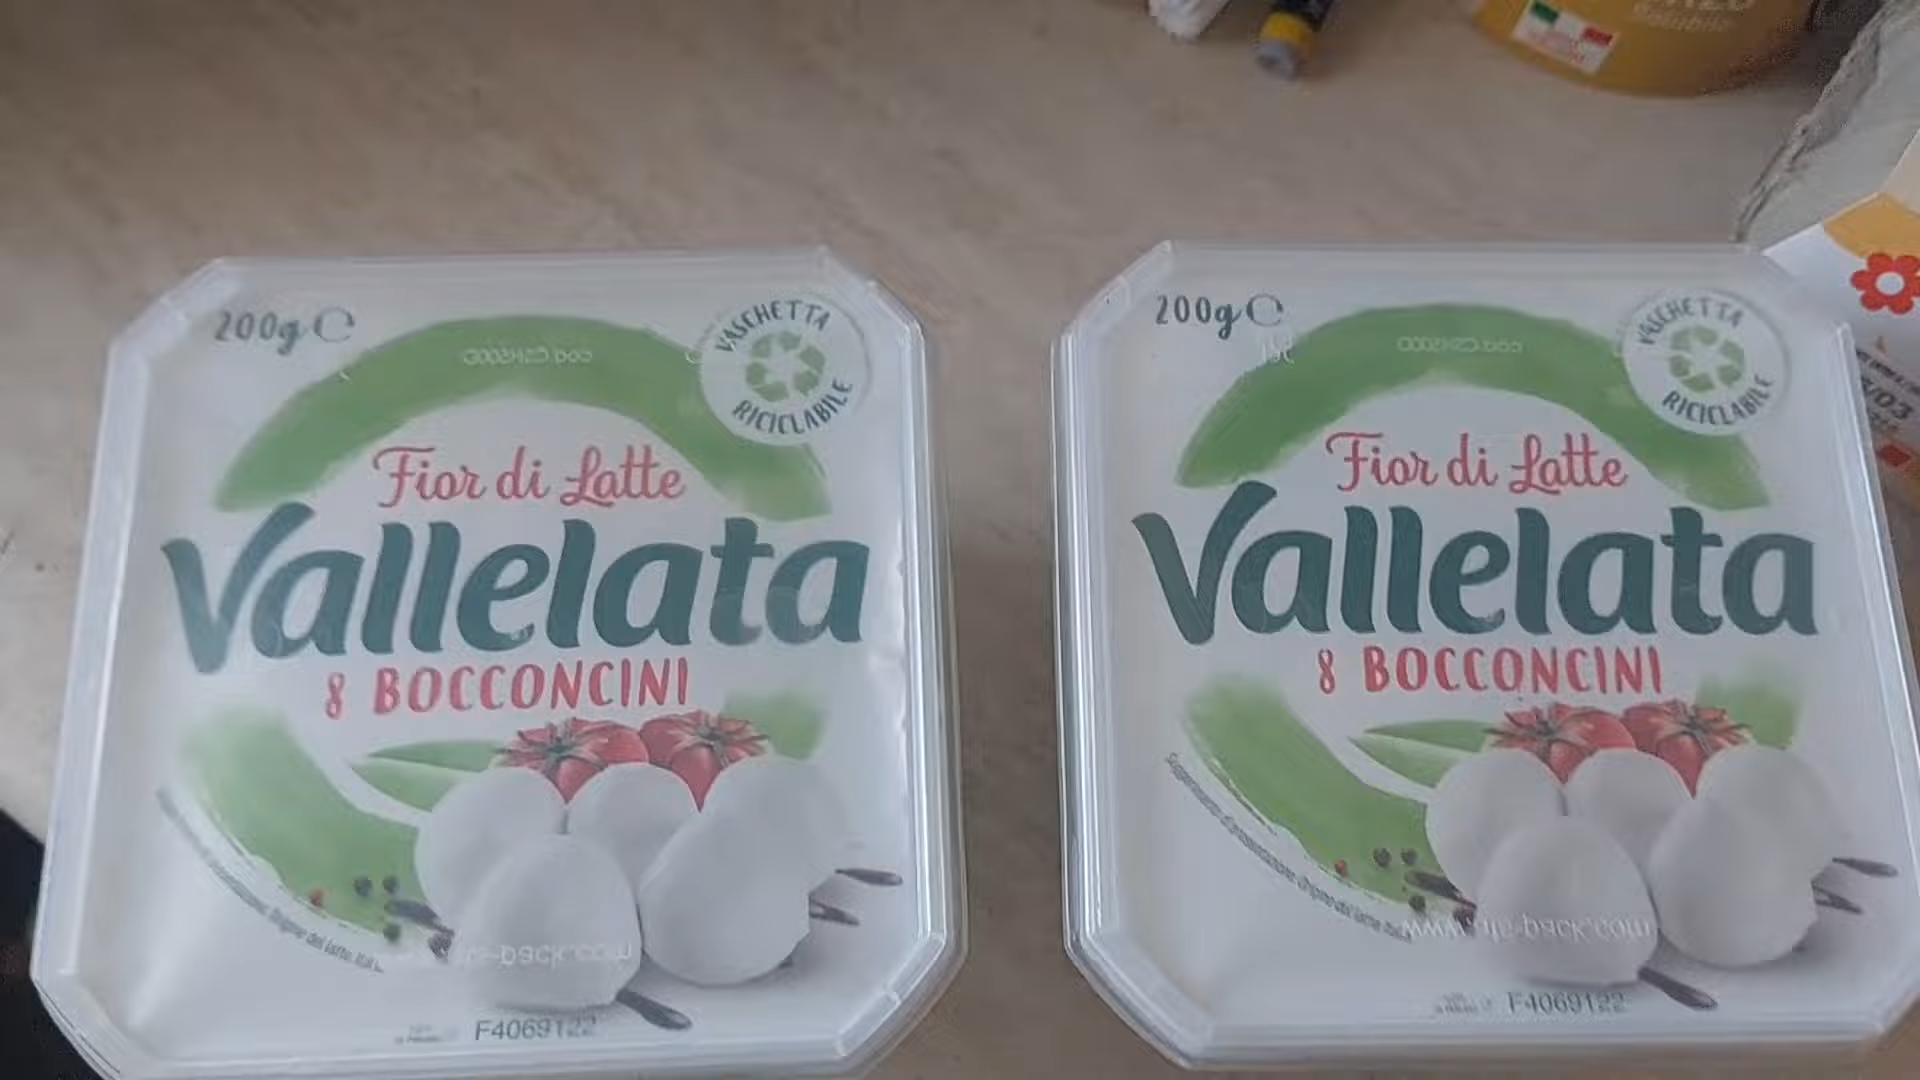 Solubile
200g
VASCHETTA
RICICLABILE
Fior di Latte
Vallelata
8 BOCCONCINI
F4069122
200g
VASCHETTA
RICICLABILE
Fior di Latte
Vallelata
8 BOCCONCINI
F4069122